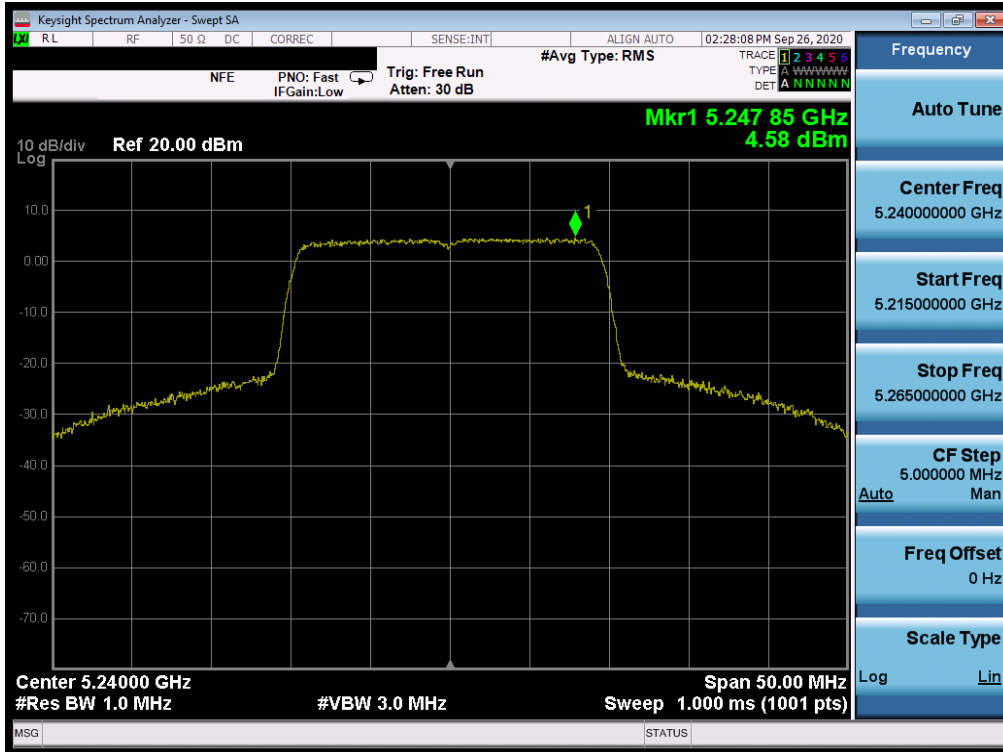 Keysight Spectrum Analyzer - Swept SA
LXI RL RF 50 Ω DC CORREC SENSE:INT ALIGN AUTO 02:28:08 PM Sep 26, 2020
NFE PNO: Fast IFGain:Low Trig: Free Run Atten: 30 dB #Avg Type: RMS
TRACE 1 2 3 4 5 6
TYPE A WWWWW
DET A N N N N N
Mkr1 5.247 85 GHz
4.58 dBm
10 dB/div Ref 20.00 dBm
Log
1
10.0
0.00
-10.0
-20.0
-30.0
-40.0
-50.0
-60.0
-70.0
Center 5.24000 GHz Span 50.00 MHz
#Res BW 1.0 MHz #VBW 3.0 MHz Sweep 1.000 ms (1001 pts)
MSG STATUS
Frequency
Auto Tune
Center Freq
5.240000000 GHz
Start Freq
5.215000000 GHz
Stop Freq
5.265000000 GHz
CF Step
5.000000 MHz
Auto Man
Freq Offset
0 Hz
Scale Type
Log Lin